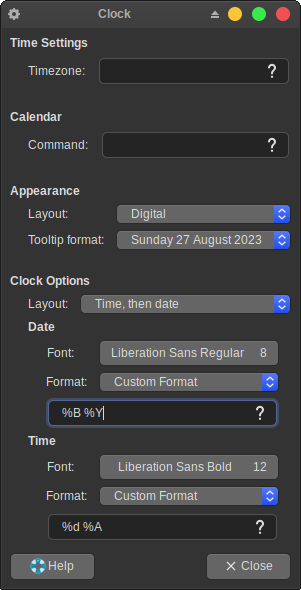 Clock
Time Settings
Timezone: ?
Calendar
Command: ?
Appearance
Layout: Digital
Tooltip format: Sunday 27 August 2023
Clock Options
Layout: Time, then date
Date
Font: Liberation Sans Regular 8
Format: Custom Format
%B %Y ?
Time
Font: Liberation Sans Bold 12
Format: Custom Format
%d %A ?
Help Close